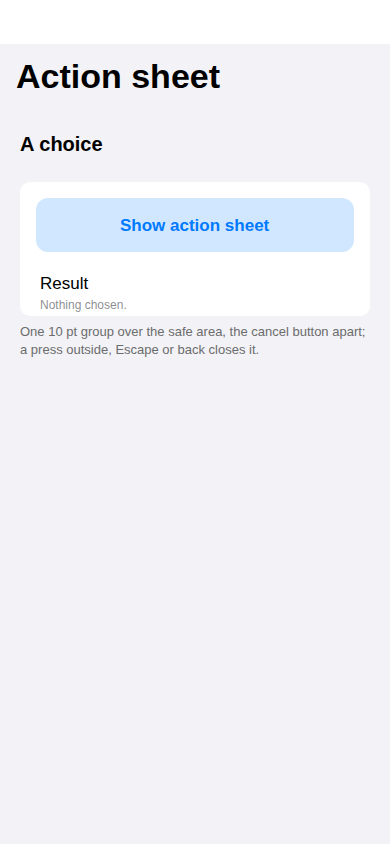 Action sheet
A choice
Show action sheet
Result
Nothing chosen.
One 10 pt group over the safe area, the cancel button apart;
a press outside, Escape or back closes it.